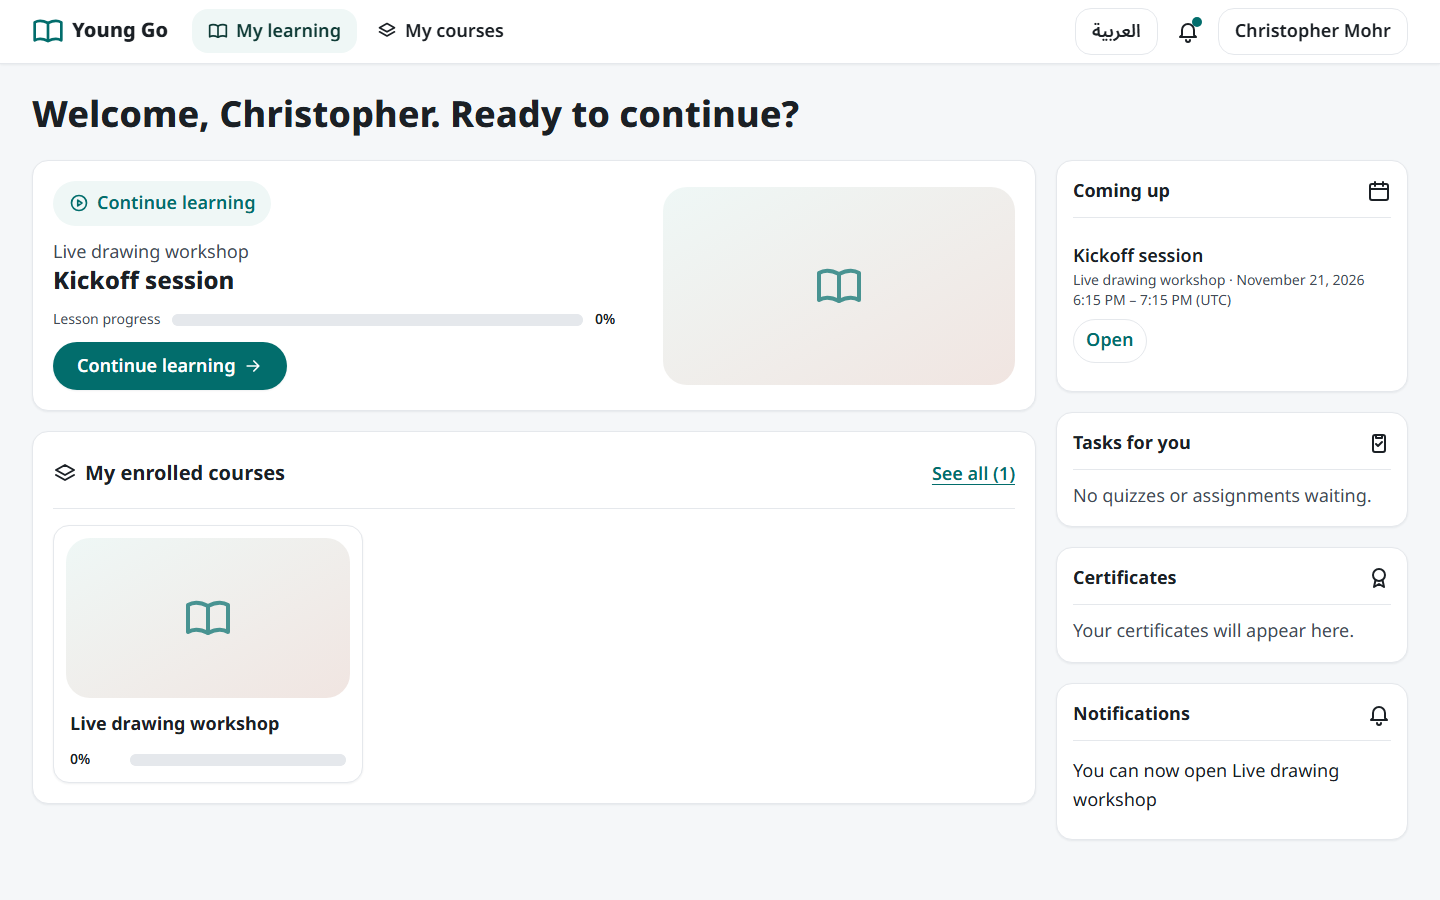 Young Go
My learning
My courses
العربية
Christopher Mohr
Welcome, Christopher. Ready to continue?
Continue learning
Live drawing workshop
Kickoff session
Lesson progress
0%
Continue learning
My enrolled courses
See all (1)
Live drawing workshop
0%
Coming up
Kickoff session
Live drawing workshop · November 21, 2026
6:15 PM – 7:15 PM (UTC)
Open
Tasks for you
No quizzes or assignments waiting.
Certificates
Your certificates will appear here.
Notifications
You can now open Live drawing
workshop